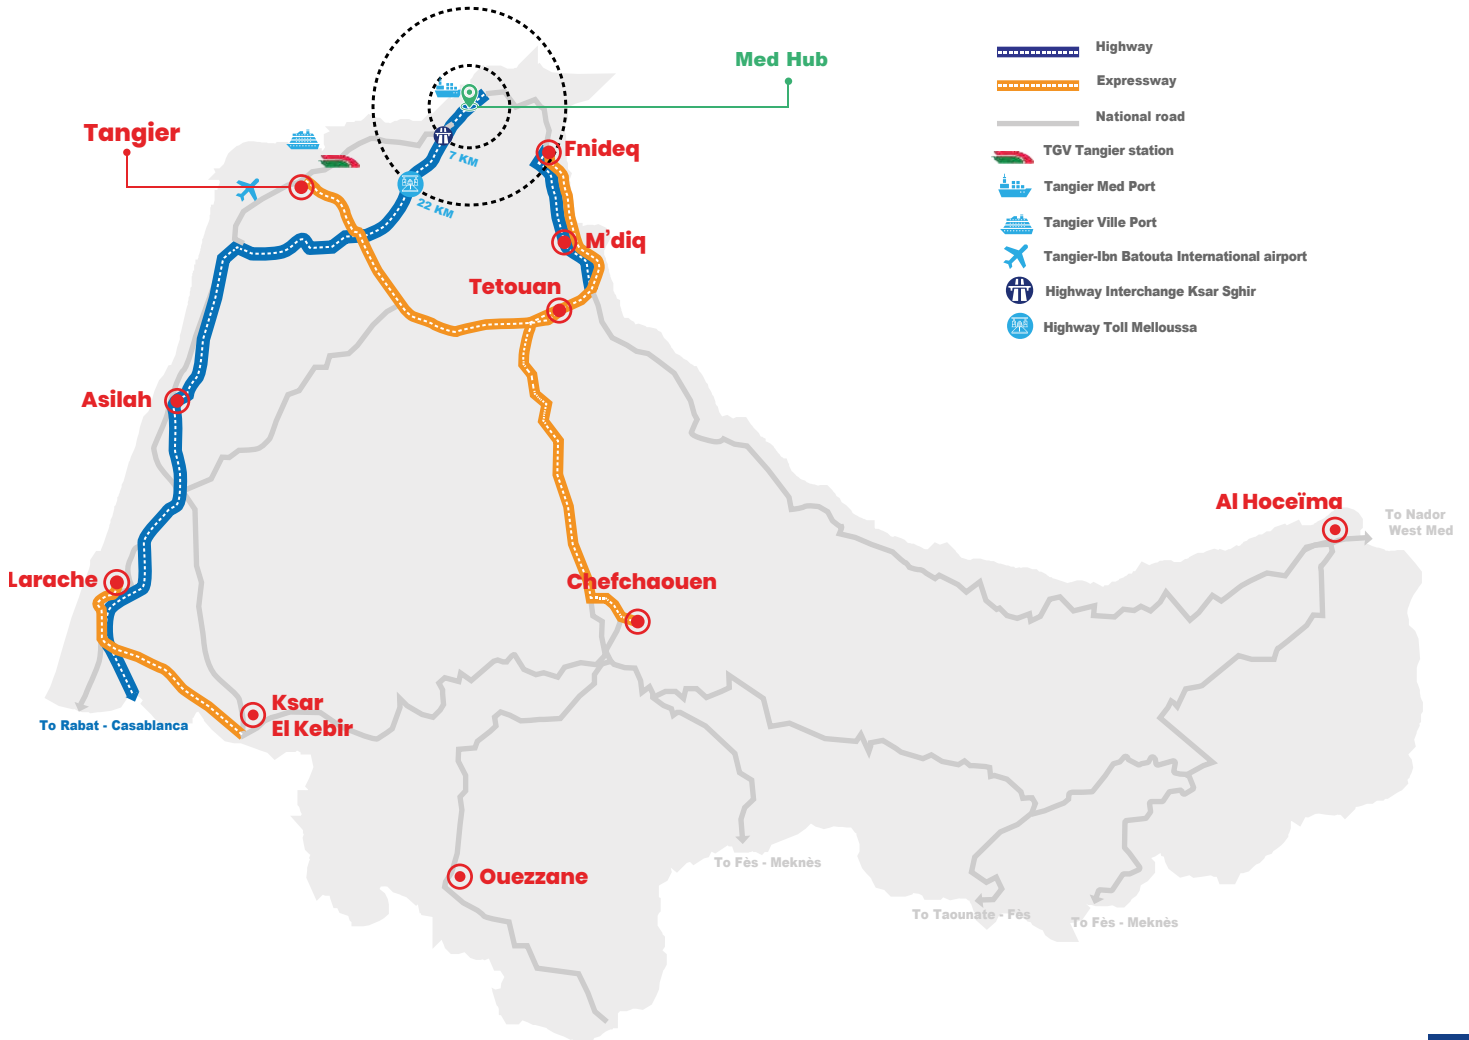 Med Hub
Highway
Expressway
National road
TGV Tangier station
Tangier Med Port
Tangier Ville Port
Tangier-Ibn Batouta International airport
Highway Interchange Ksar Sghir
Highway Toll Melloussa
Tangier
Fnideq
7 KM
22 KM
M'diq
Tetouan
Asilah
Al Hoceïma
To Nador
West Med
Larache
Chefchaouen
Ksar
El Kebir
To Rabat - Casablanca
Ouezzane
To Fès - Meknès
To Taounate - Fès
To Fès - Meknès